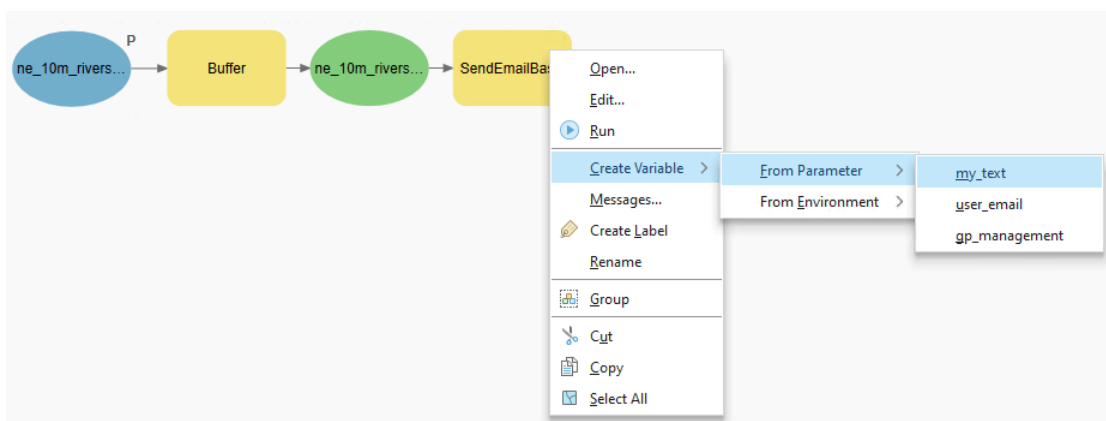 P
ne_10m_rivers...
Buffer
ne_10m_rivers...
SendEmailBas
Open...
Edit...
Run
Create Variable
Messages...
Create Label
Rename
Group
Cut
Copy
Select All
From Parameter
From Environment
my_text
user_email
gp_management